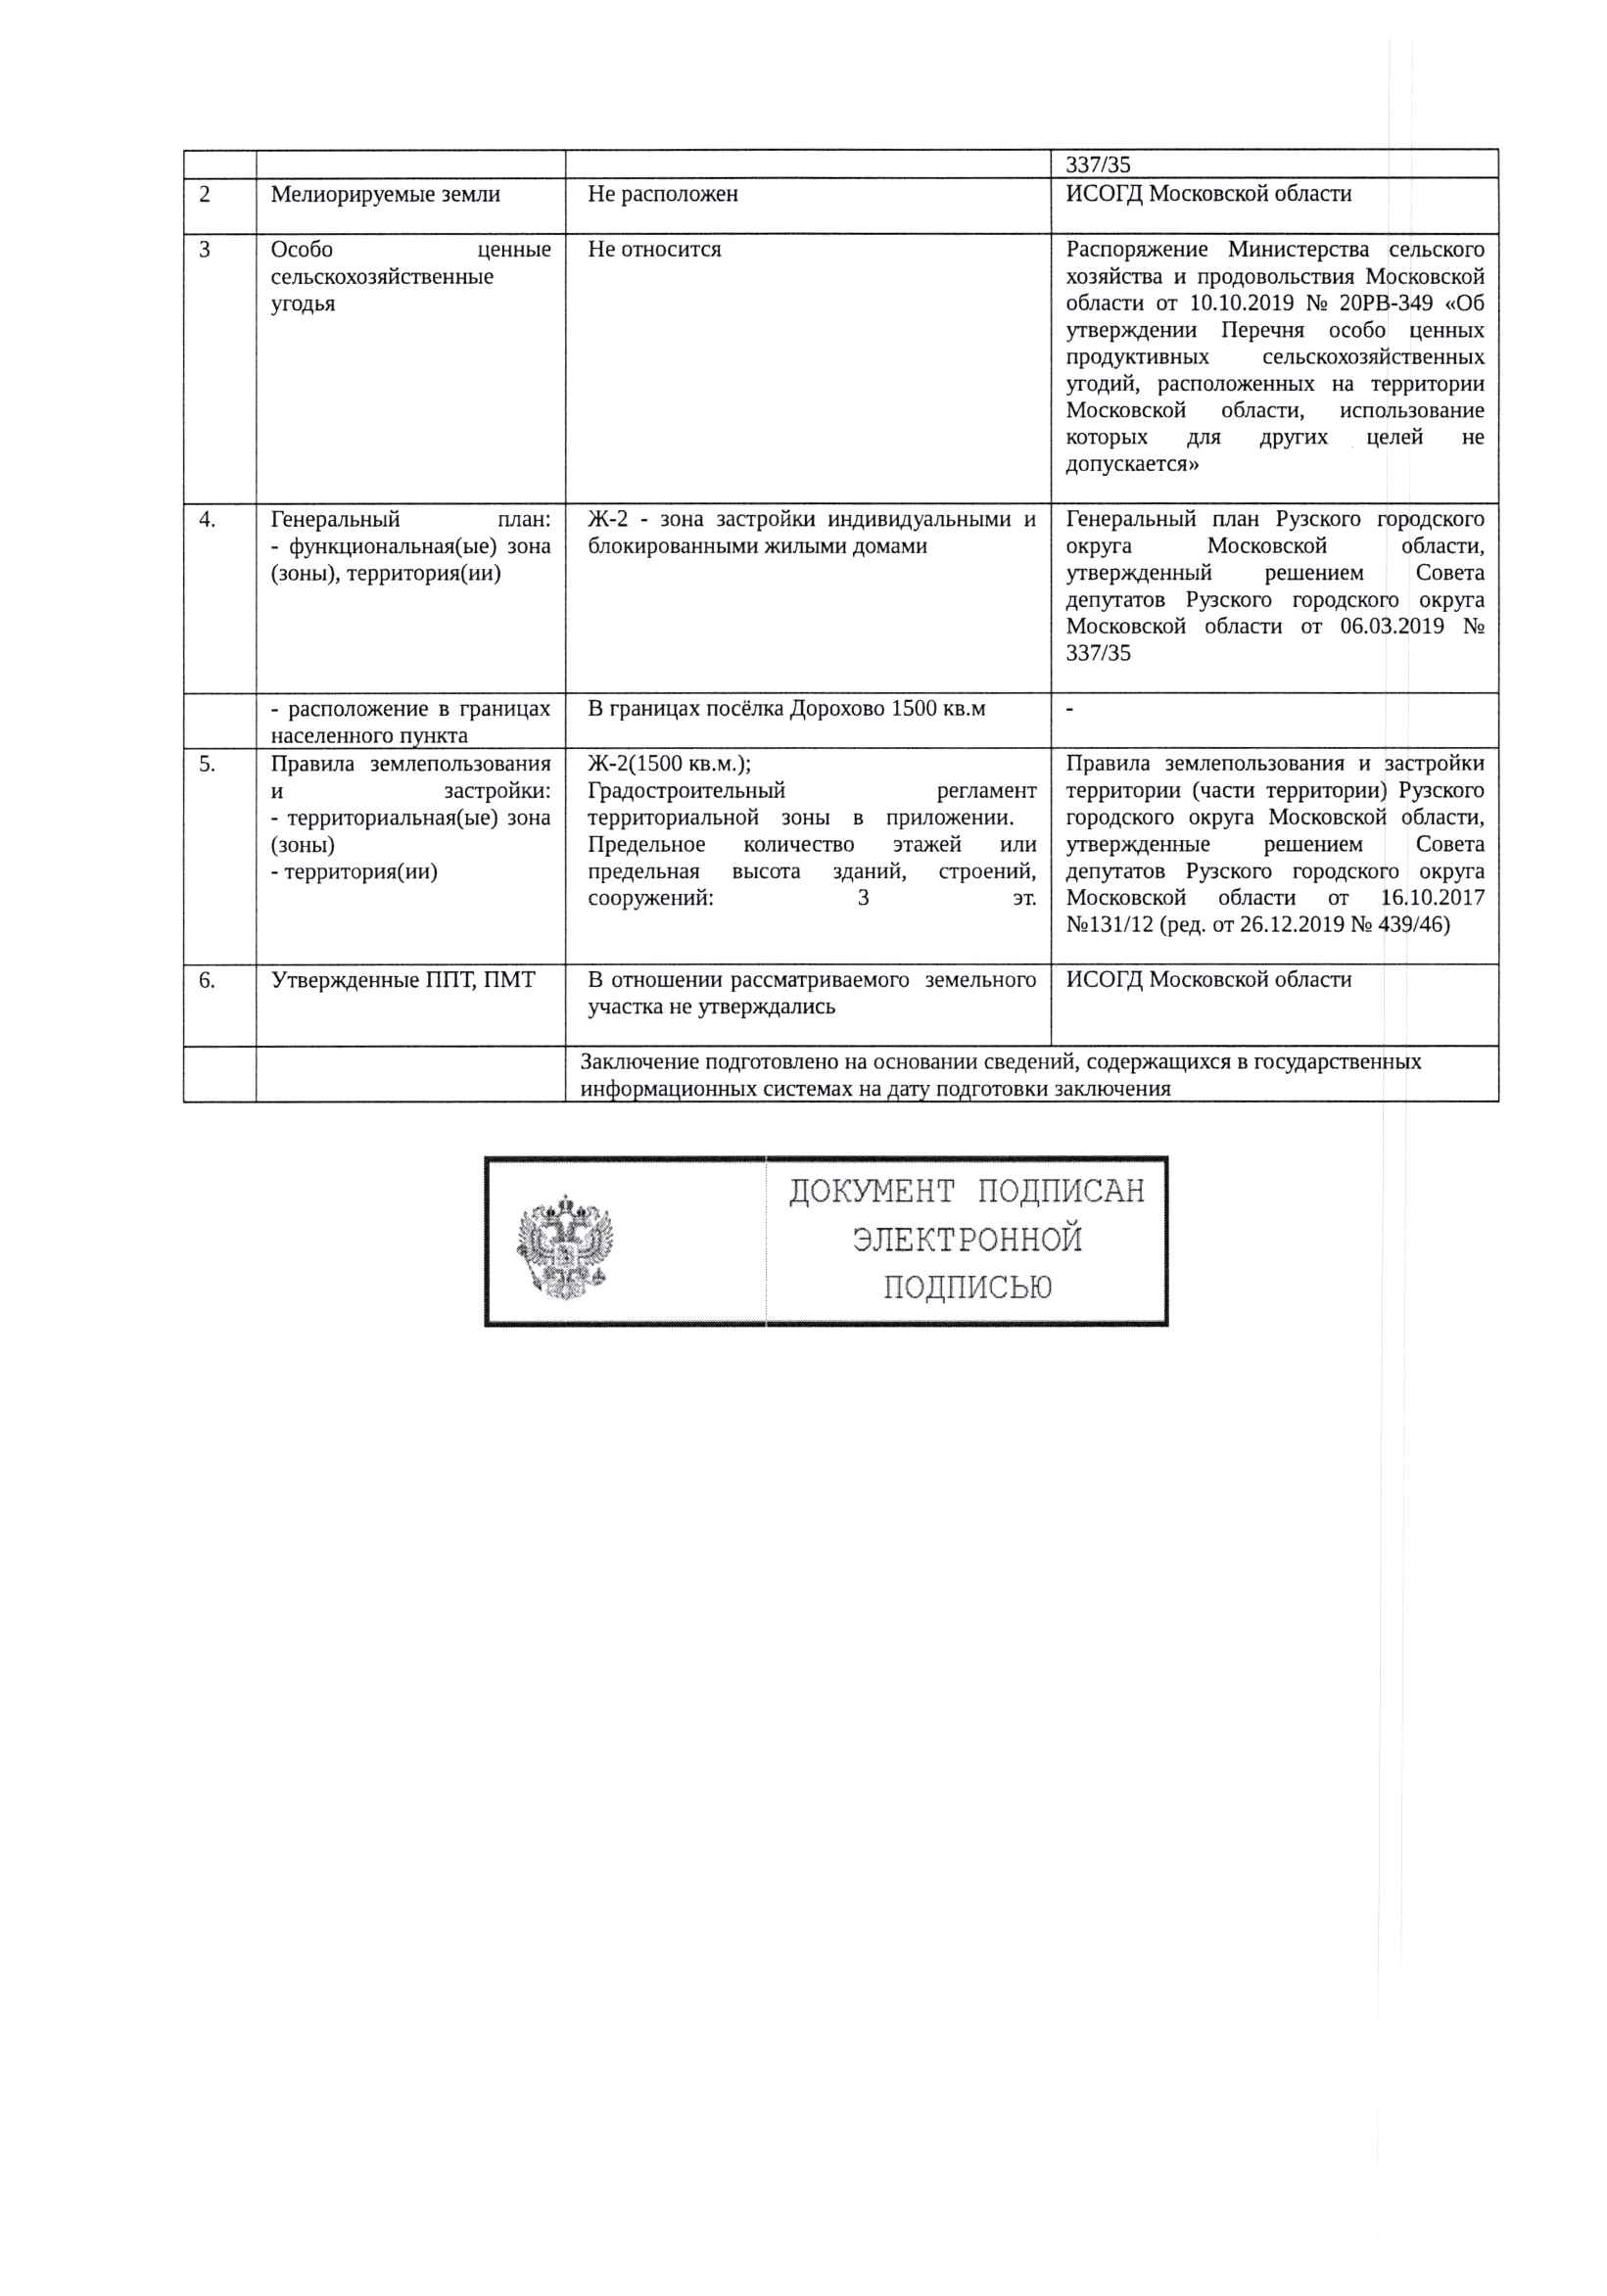 337/35
2 Мелиорируемые земли Не расположен ИСОГД Московской области
3 Особо ценные
сельскохозяйственные
угодья
Не относится
Распоряжение Министерства сельского
хозяйства и продовольствия Московской
области от 10.10.2019 № 20РВ-349 «Об
утверждении Перечня особо ценных
продуктивных сельскохозяйственных
угодий, расположенных на территории
Московской области, использование
которых для других целей не
допускается»
4. Генеральный план:
- функциональная(ые) зона
(зоны), территория(ии)
Ж-2 - зона застройки индивидуальными и
блокированными жилыми домами
Генеральный план Рузского городского
округа Московской области,
утвержденный решением Совета
депутатов Рузского городского округа
Московской области от 06.03.2019 №
337/35
- расположение в границах
населенного пункта
В границах посёлка Дорохово 1500 кв.м
-
5. Правила землепользования
и застройки:
- территориальная(ые) зона
(зоны)
- территория(ии)
Ж-2(1500 кв.м.);
Градостроительный регламент
территориальной зоны в приложении.
Предельное количество этажей или
предельная высота зданий, строений,
сооружений: 3 эт.
Правила землепользования и застройки
территории (части территории) Рузского
городского округа Московской области,
утвержденные решением Совета
депутатов Рузского городского округа
Московской области от 16.10.2017
№131/12 (ред. от 26.12.2019 № 439/46)
6. Утвержденные ППТ, ПМТ
В отношении рассматриваемого земельного
участка не утверждались
ИСОГД Московской области
Заключение подготовлено на основании сведений, содержащихся в государственных
информационных системах на дату подготовки заключения
ДОКУМЕНТ ПОДПИСАН
ЭЛЕКТРОННОЙ
ПОДПИСЬЮ